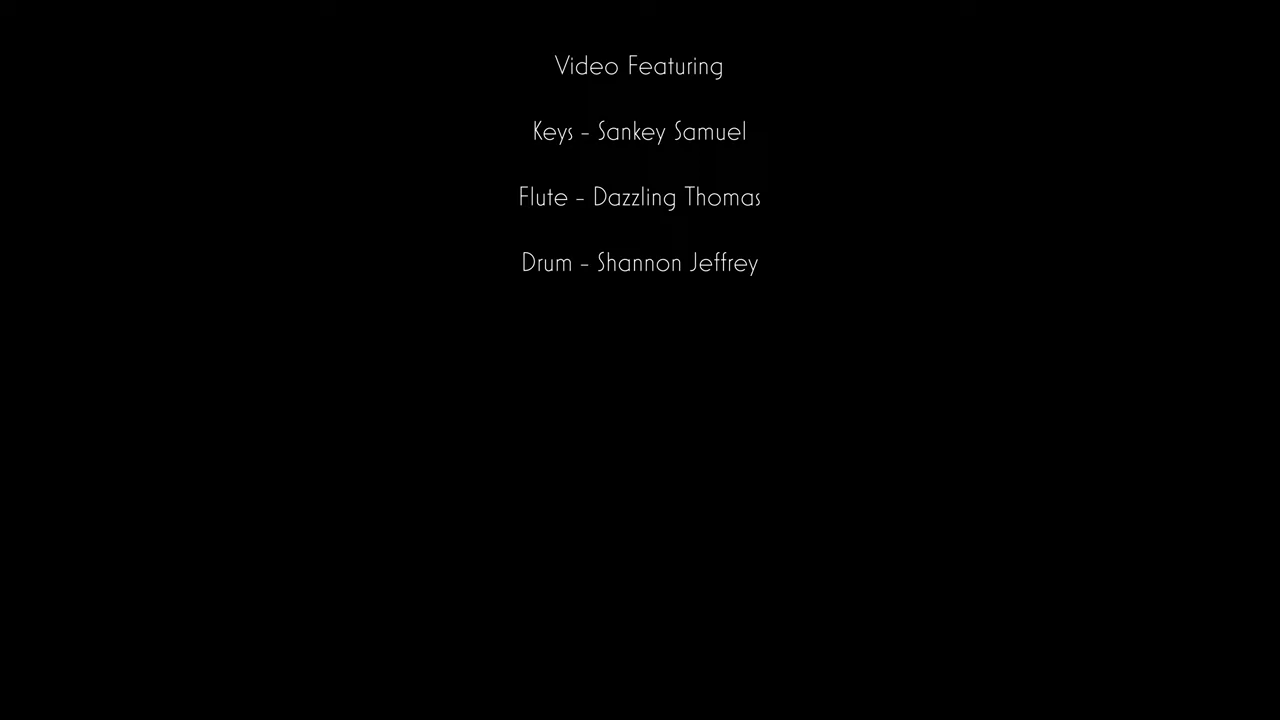 Video Featuring
Keys - Sankey Samuel
Flute - Dazzling Thomas
Drum - Shannon Jeffrey